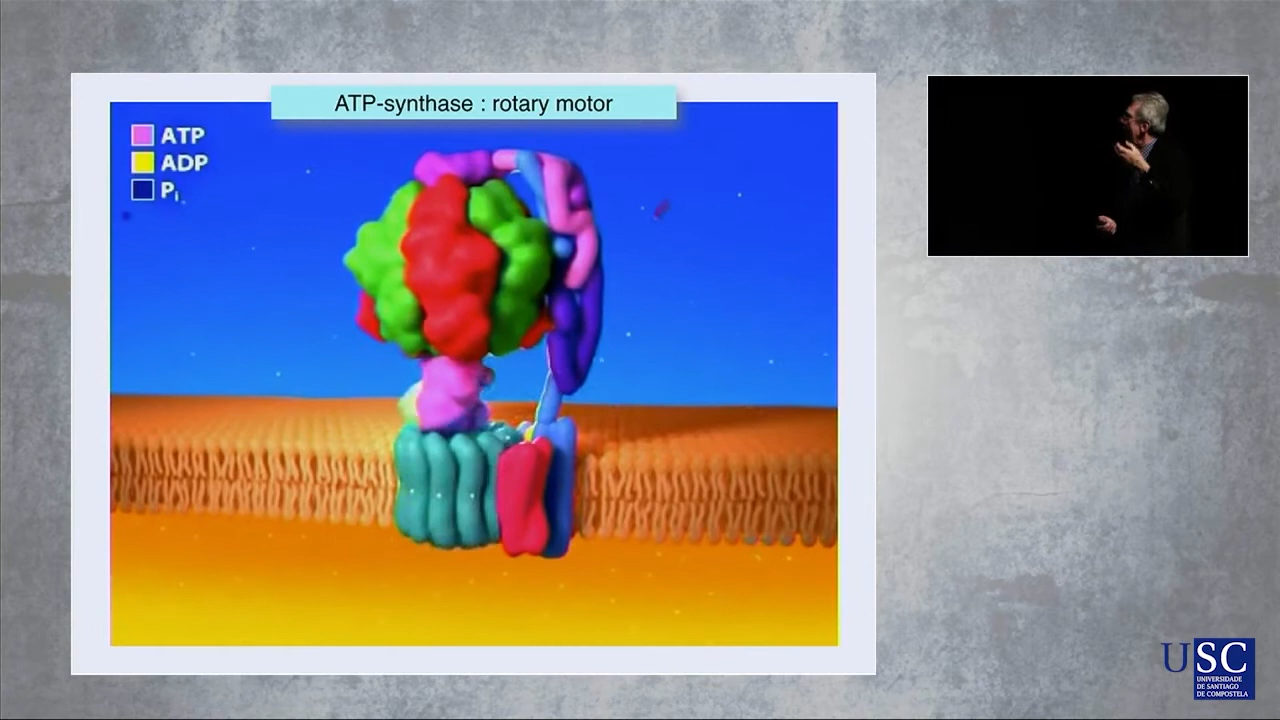 ATP-synthase : rotary motor
ATP
ADP
Pi
USC
UNIVERSIDADE
DE SANTIAGO
DE COMPOSTELA